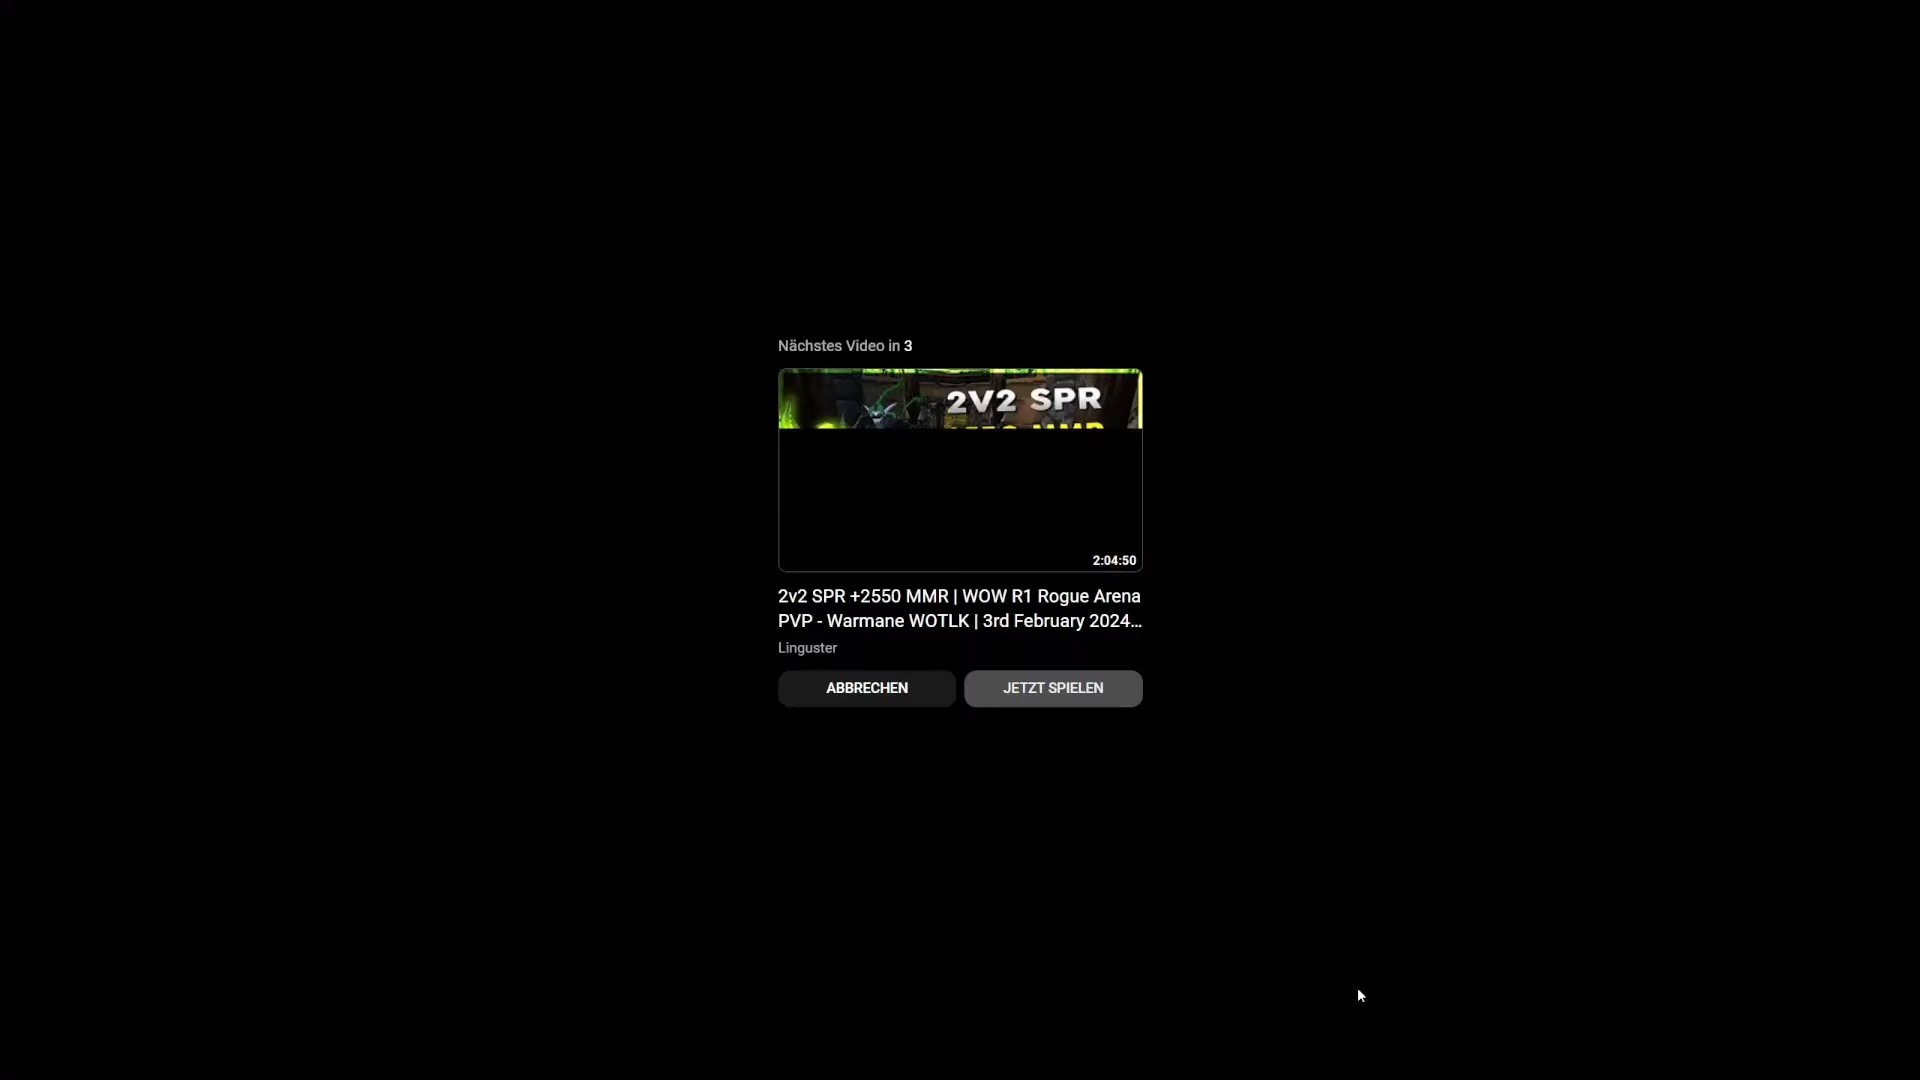 Nächstes Video in 3
2V2 SPR
2:04:50
2v2 SPR +2550 MMR | WOW R1 Rogue Arena
PVP - Warmane WOTLK | 3rd February 2024...
Linguster
ABBRECHEN
JETZT SPIELEN